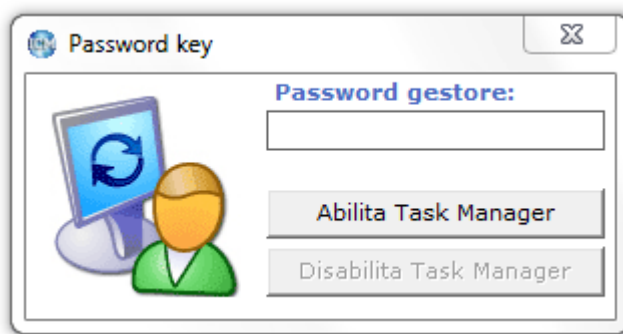 Password key
Password gestore:
Abilita Task Manager
Disabilita Task Manager